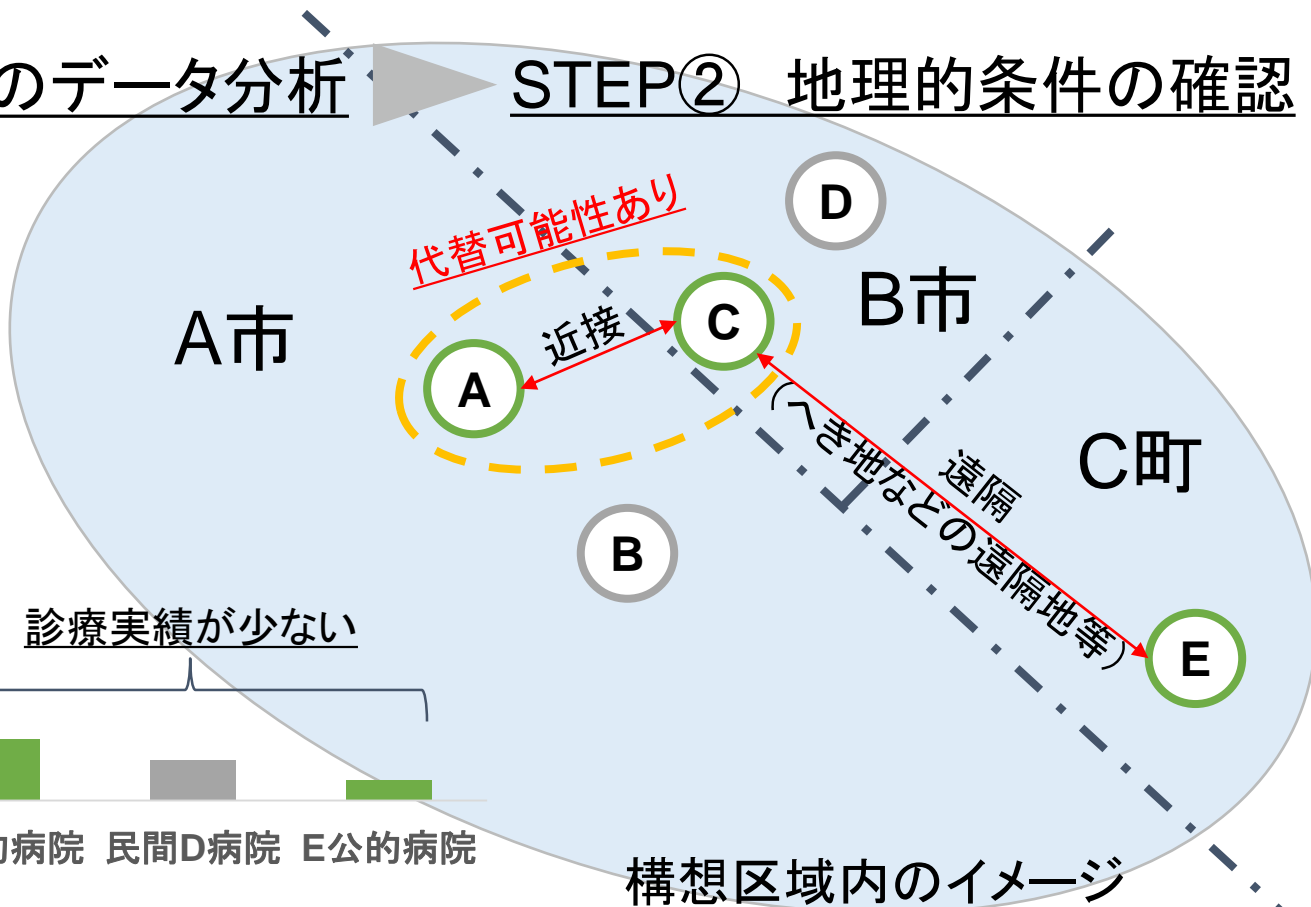 のデータ分析
STEP② 地理的条件の確認
D
代替可能性あり
B市
A市
近接
C
A
C町
遠隔
(へき地などの遠隔地等)
B
診療実績が少ない
E
病院
民間D病院
E公的病院
構想区域内のイメージ